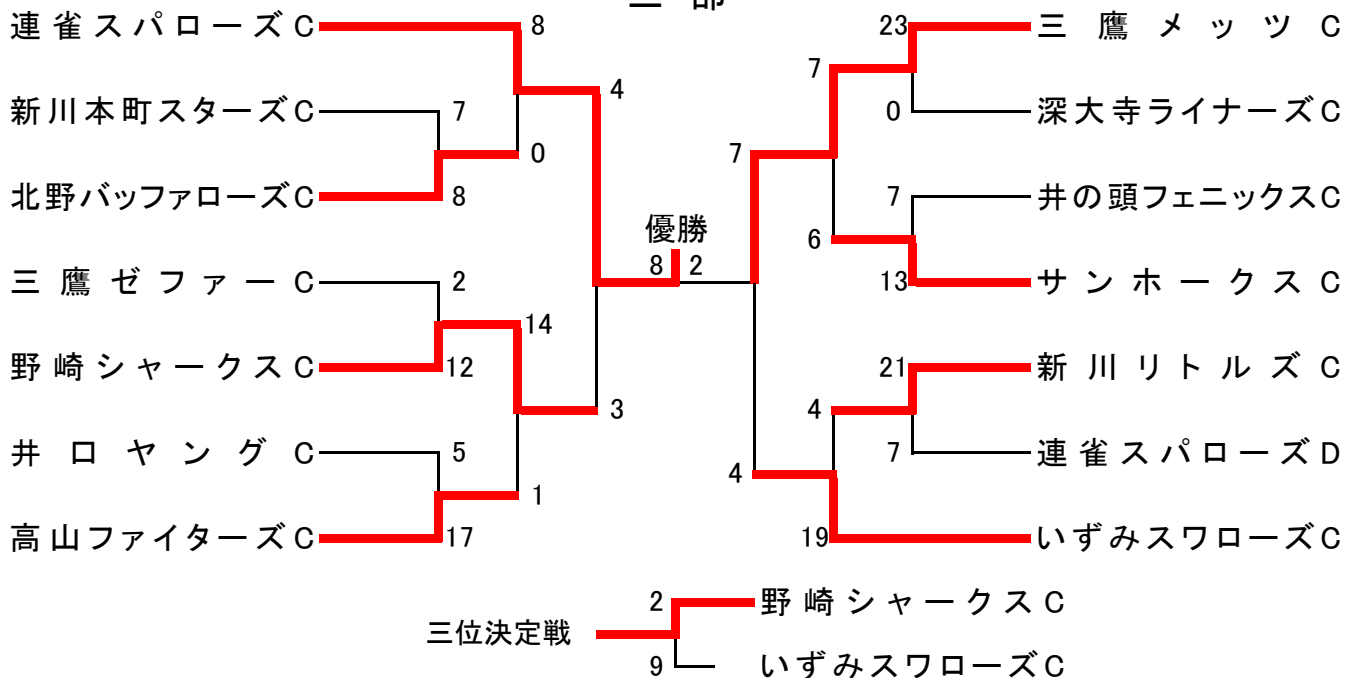 連雀スパローズC 8 23 三鷹メッツC
7 4
新川本町スターズC 7 0 深大寺ライナーズC
0 7
北野バッファローズC 8 7 井の頭フェニックスC
優勝 6
8 2
三鷹ゼファーC 2 13 サンホークスC
14
野崎シャークスC 12 21 新川リトルズC
3 4
井口ヤングC 5 7 連雀スパローズD
1 4
高山ファイターズC 17 19 いずみスワローズC
2 野崎シャークスC
三位決定戦
9 いずみスワローズC